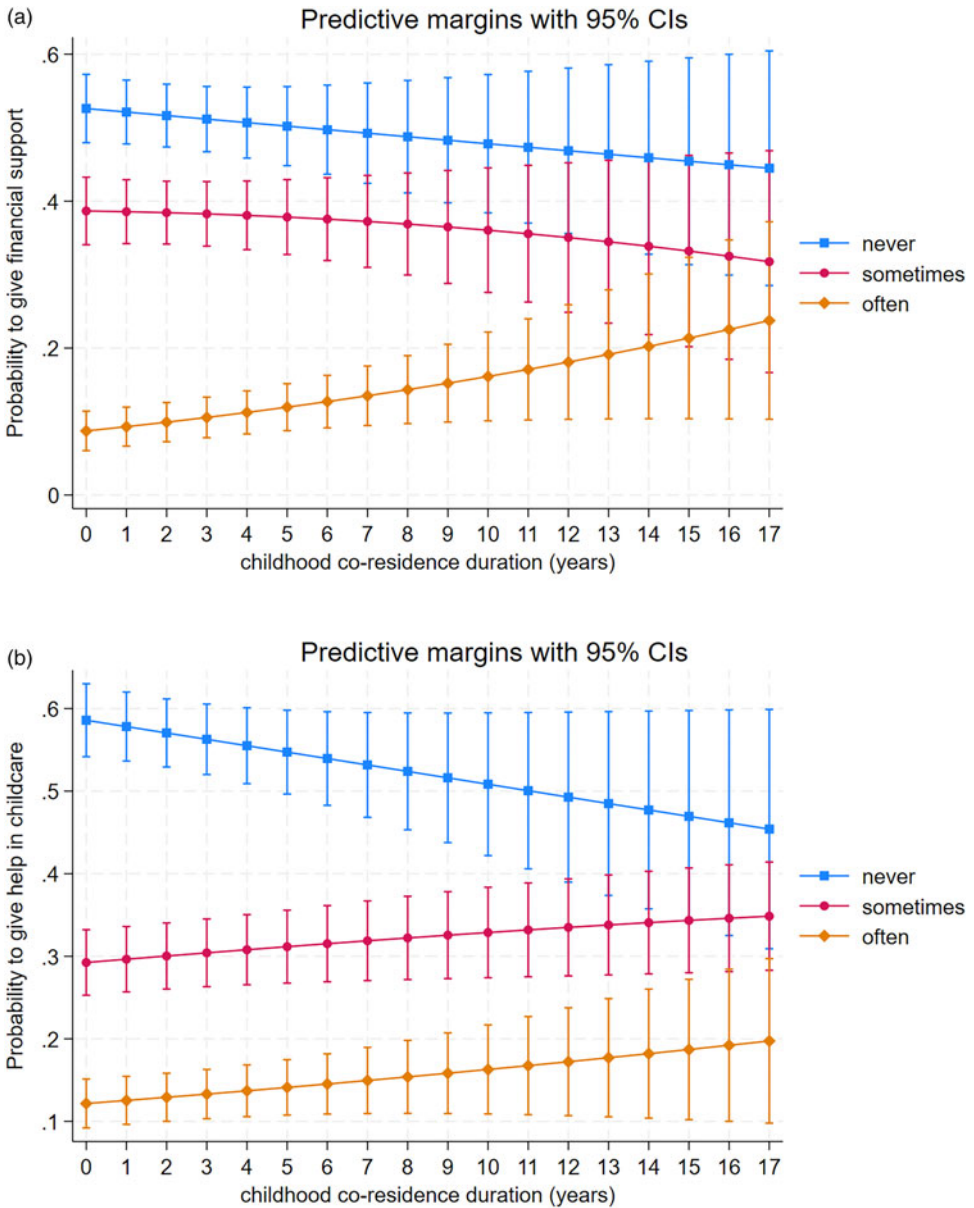 (a)
Predictive margins with 95% CIs
Probability to give financial support
.6
.4
.2
0
0 1 2 3 4 5 6 7 8 9 10 11 12 13 14 15 16 17
childhood co-residence duration (years)
never
sometimes
often
(b)
Predictive margins with 95% CIs
Probability to give help in childcare
.6
.5
.4
.3
.2
.1
0 1 2 3 4 5 6 7 8 9 10 11 12 13 14 15 16 17
childhood co-residence duration (years)
never
sometimes
often